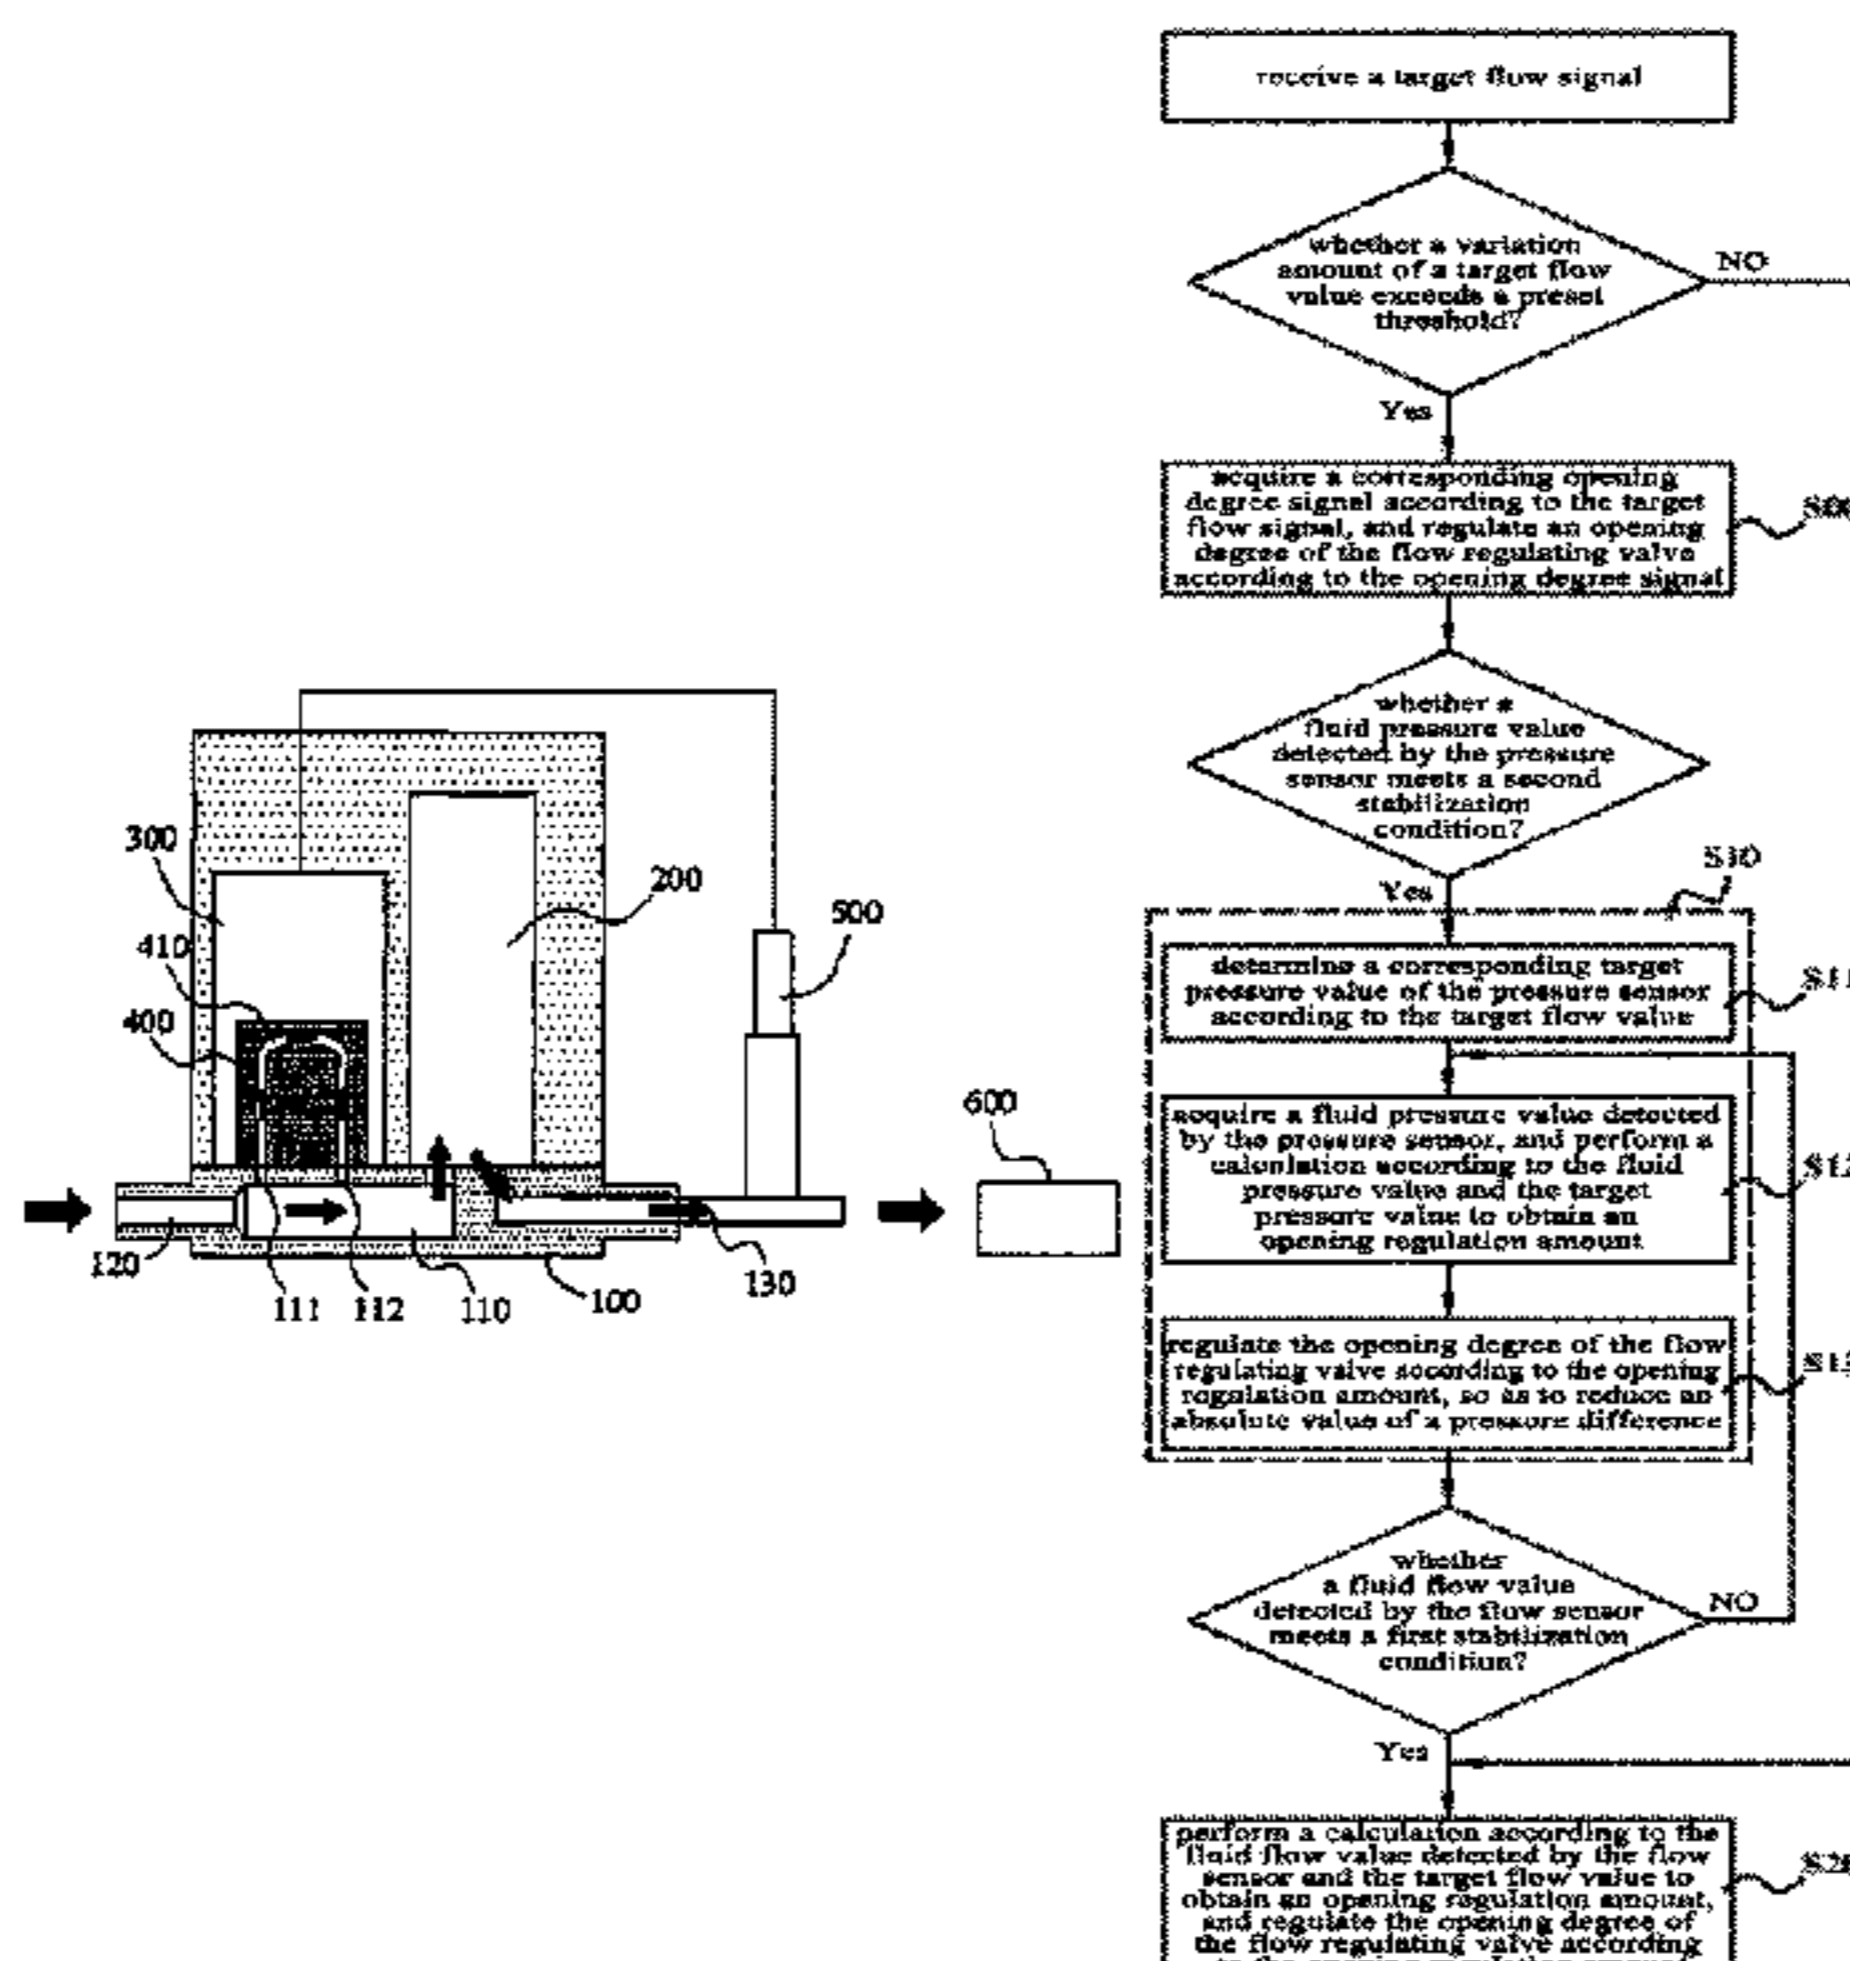 300
410
400
200
500
600
120
111
112
110
100
130
receive a target flow signal
whether a variation
amount of a target flow
value exceeds a preset
threshold?
NO
Yes
acquire a corresponding opening
degree signal according to the target
flow signal, and regulate an opening
degree of the flow regulating valve
according to the opening degree signal
whether a
fluid pressure value
detected by the pressure
sensor meets a second
stabilization
condition?
Yes
S10
determine a corresponding target
pressure value of the pressure sensor
according to the target flow value
S11
acquire a fluid pressure value detected
by the pressure sensor, and perform a
calculation according to the fluid
pressure value and the target
pressure value to obtain an
opening regulation amount
S12
regulate the opening degree of the flow
regulating valve according to the opening
regulation amount, so as to reduce an
absolute value of a pressure difference
whether
a fluid flow value
detected by the flow sensor
meets a first stabilization
condition?
NO
Yes
perform a calculation according to the
fluid flow value detected by the flow
sensor and the target flow value to
obtain an opening regulation amount,
and regulate the opening degree of
the flow regulating valve according